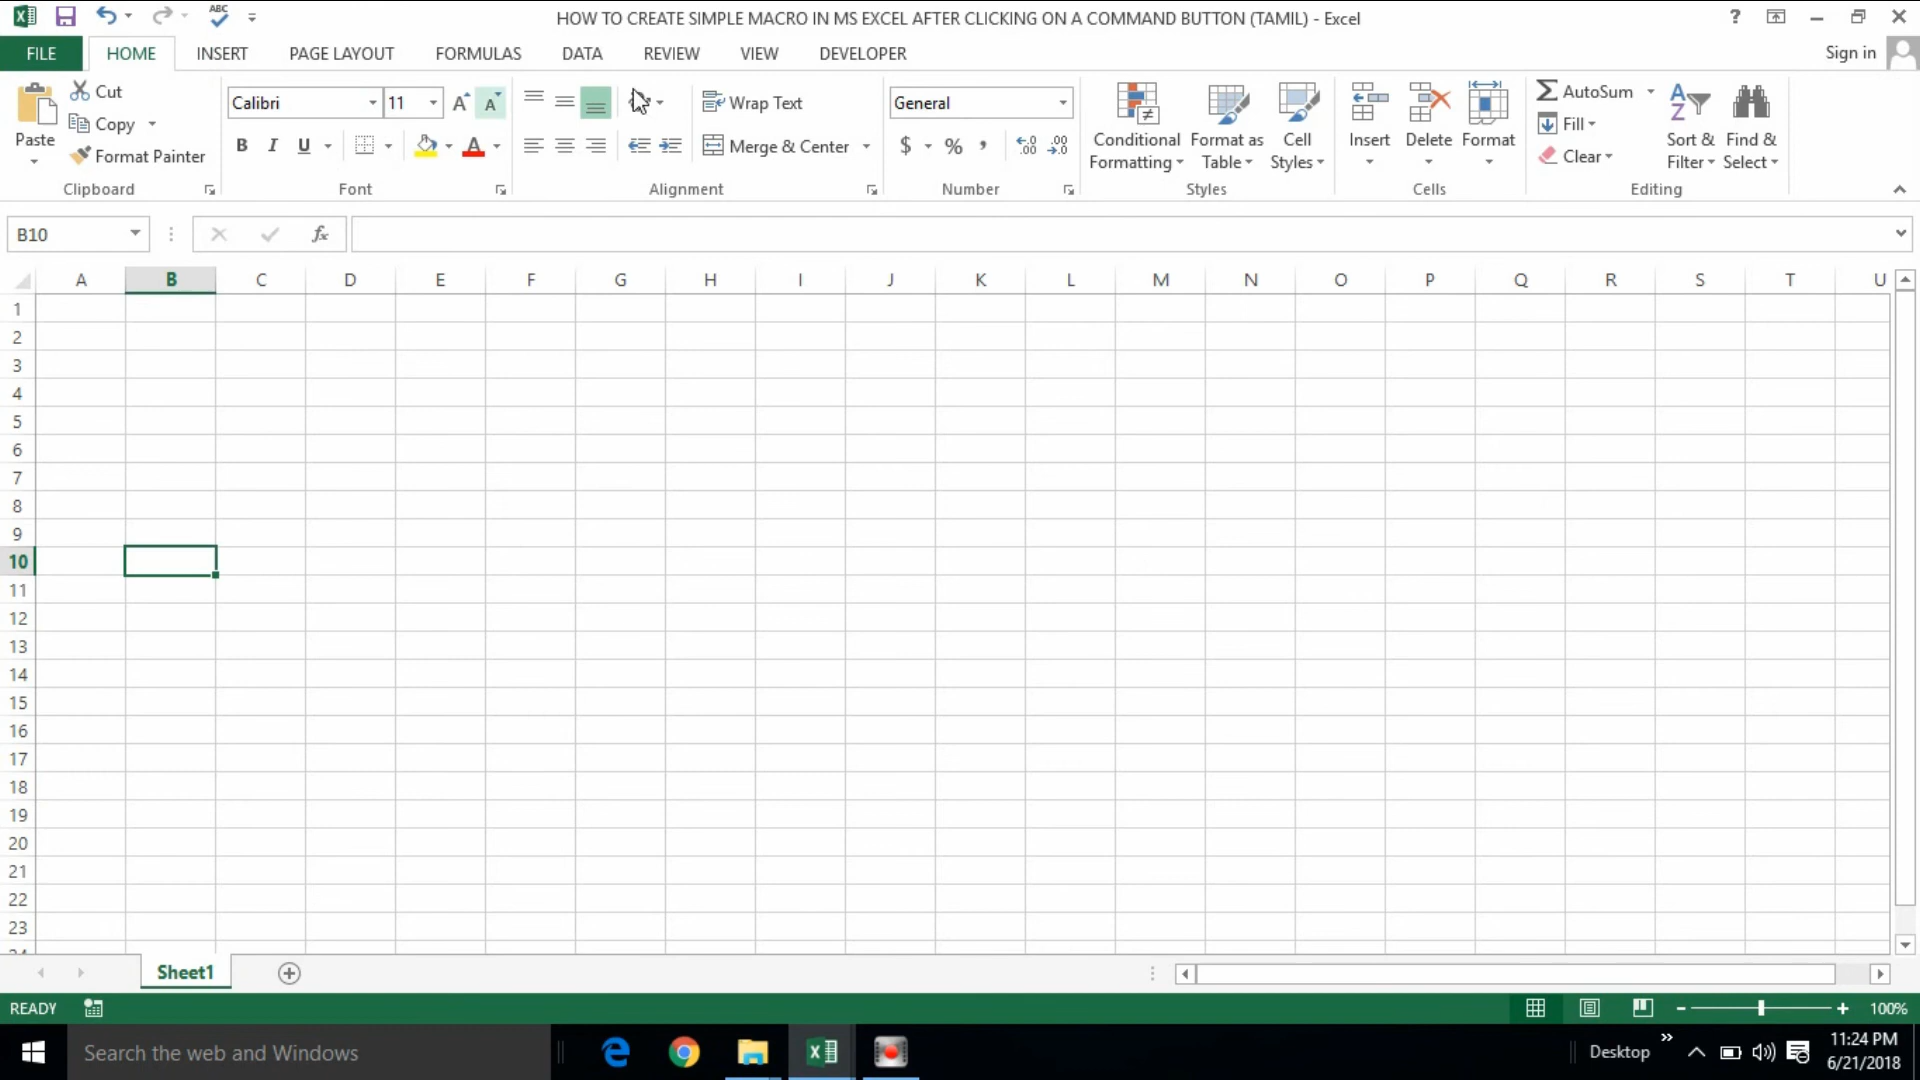 ABC
HOW TO CREATE SIMPLE MACRO IN MS EXCEL AFTER CLICKING ON A COMMAND BUTTON (TAMIL) - Excel
?
FILE HOME INSERT PAGE LAYOUT FORMULAS DATA REVIEW VIEW DEVELOPER Sign in
Cut
Copy
Format Painter
Paste
Clipboard
Calibri 11 A A
B I U A
Font
Wrap Text
Merge & Center
Alignment
General
$ % ,
.0 .00
.00 .0
Number
Conditional Formatting
Format as Table
Cell Styles
Styles
Insert Delete Format
Cells
AutoSum
Fill
Clear
Sort & Filter
Find & Select
Editing
B10 fx
A B C D E F G H I J K L M N O P Q R S T U
1
2
3
4
5
6
7
8
9
10
11
12
13
14
15
16
17
18
19
20
21
22
23
Sheet1
READY 100%
Search the web and Windows
Desktop
11:24 PM
6/21/2018